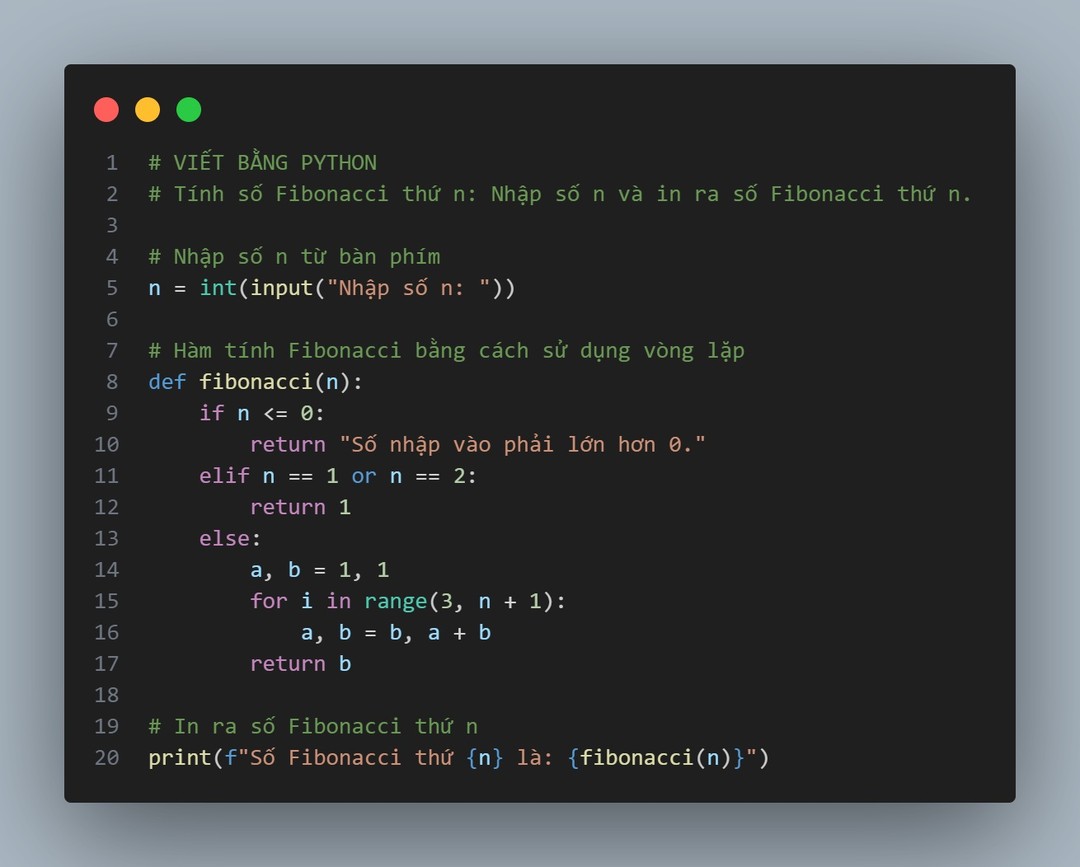 1 # VIẾT BẰNG PYTHON
2 # Tính số Fibonacci thứ n: Nhập số n và in ra số Fibonacci thứ n.
3
4 # Nhập số n từ bàn phím
5 n = int(input("Nhập số n: "))
6
7 # Hàm tính Fibonacci bằng cách sử dụng vòng lặp
8 def fibonacci(n):
9     if n <= 0:
10         return "Số nhập vào phải lớn hơn 0."
11     elif n == 1 or n == 2:
12         return 1
13     else:
14         a, b = 1, 1
15         for i in range(3, n + 1):
16             a, b = b, a + b
17         return b
18
19 # In ra số Fibonacci thứ n
20 print(f"Số Fibonacci thứ {n} là: {fibonacci(n)}")